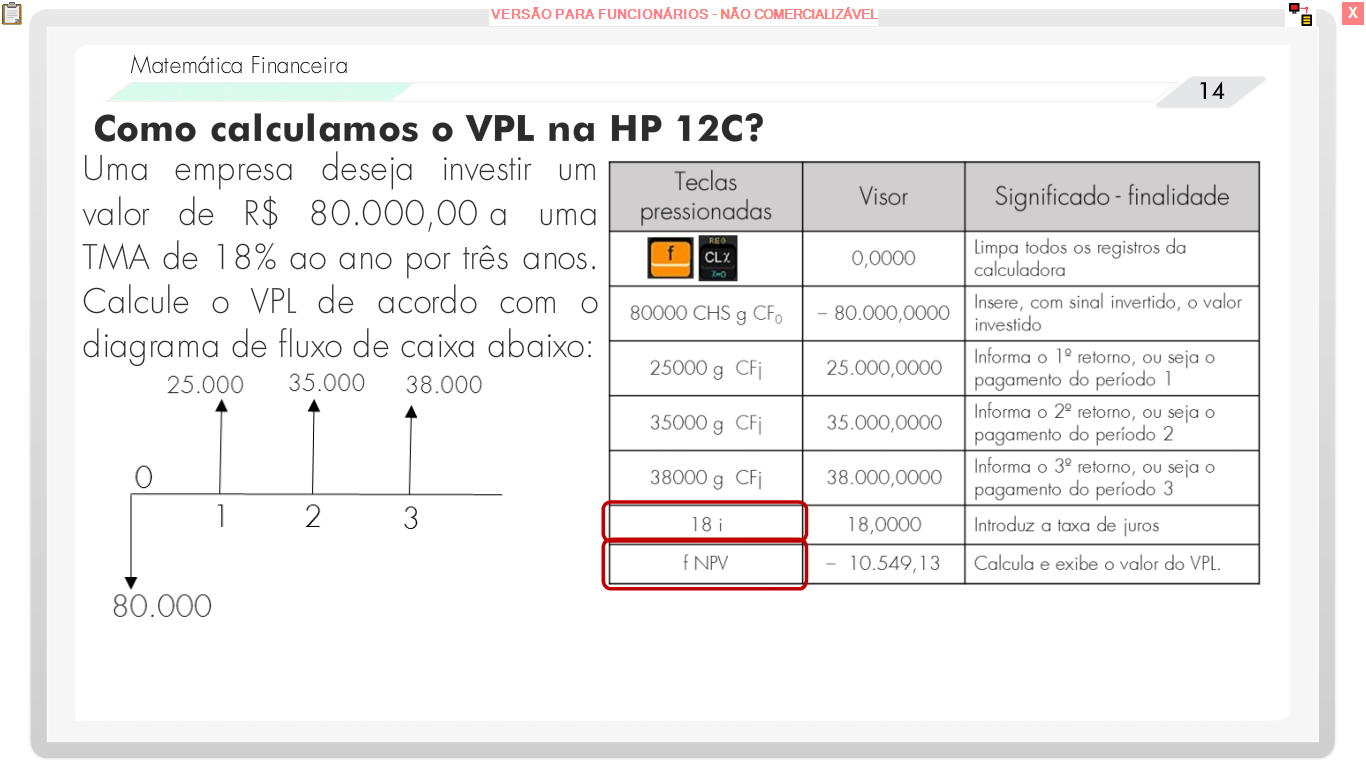 VERSÃO PARA FUNCIONÁRIOS - NÃO COMERCIALIZÁVEL
X
Matemática Financeira
14
Como calculamos o VPL na HP 12C?
Uma empresa deseja investir um
valor de R$ 80.000,00 a uma
TMA de 18% ao ano por três anos.
Calcule o VPL de acordo com o
diagrama de fluxo de caixa abaixo:
25.000 35.000 38.000
0
1 2 3
80.000
Teclas
pressionadas
Visor
Significado - finalidade
f
REG
CLX
X=0
0,0000
Limpa todos os registros da
calculadora
80000 CHS g CF0
– 80.000,0000
Insere, com sinal invertido, o valor
investido
25000 g CFj
25.000,0000
Informa o 1º retorno, ou seja o
pagamento do período 1
35000 g CFj
35.000,0000
Informa o 2º retorno, ou seja o
pagamento do período 2
38000 g CFj
38.000,0000
Informa o 3º retorno, ou seja o
pagamento do período 3
18 i
18,0000
Introduz a taxa de juros
f NPV
– 10.549,13
Calcula e exibe o valor do VPL.